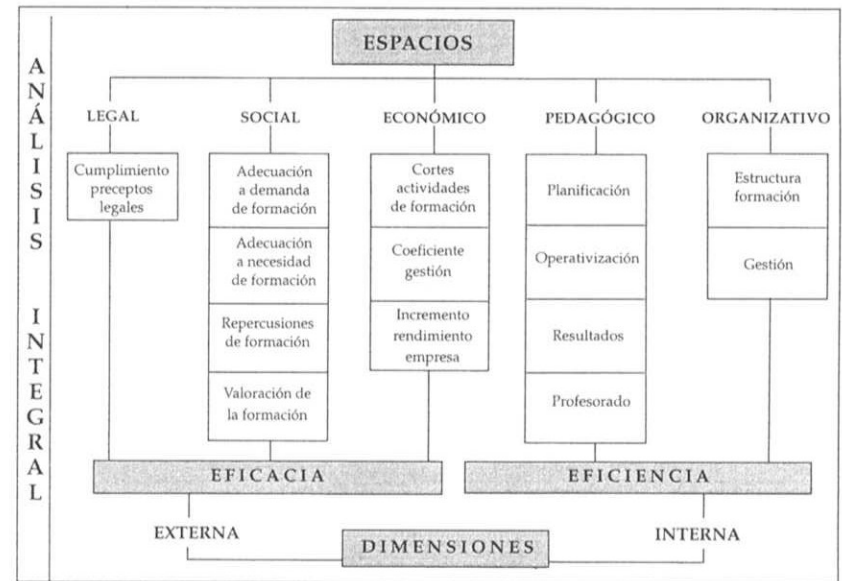 ANÁLISIS INTEGRAL
ESPACIOS
LEGAL
SOCIAL
ECONÓMICO
PEDAGÓGICO
ORGANIZATIVO
Cumplimiento
preceptos
legales
Adecuación
a demanda
de formación
Adecuación
a necesidad
de formación
Repercusiones
de formación
Valoración de
la formación
Cortes
actividades
de formación
Coeficiente
gestión
Incremento
rendimiento
empresa
Planificación
Operativización
Resultados
Profesorado
Estructura
formación
Gestión
EFICACIA
EFICIENCIA
EXTERNA
INTERNA
DIMENSIONES